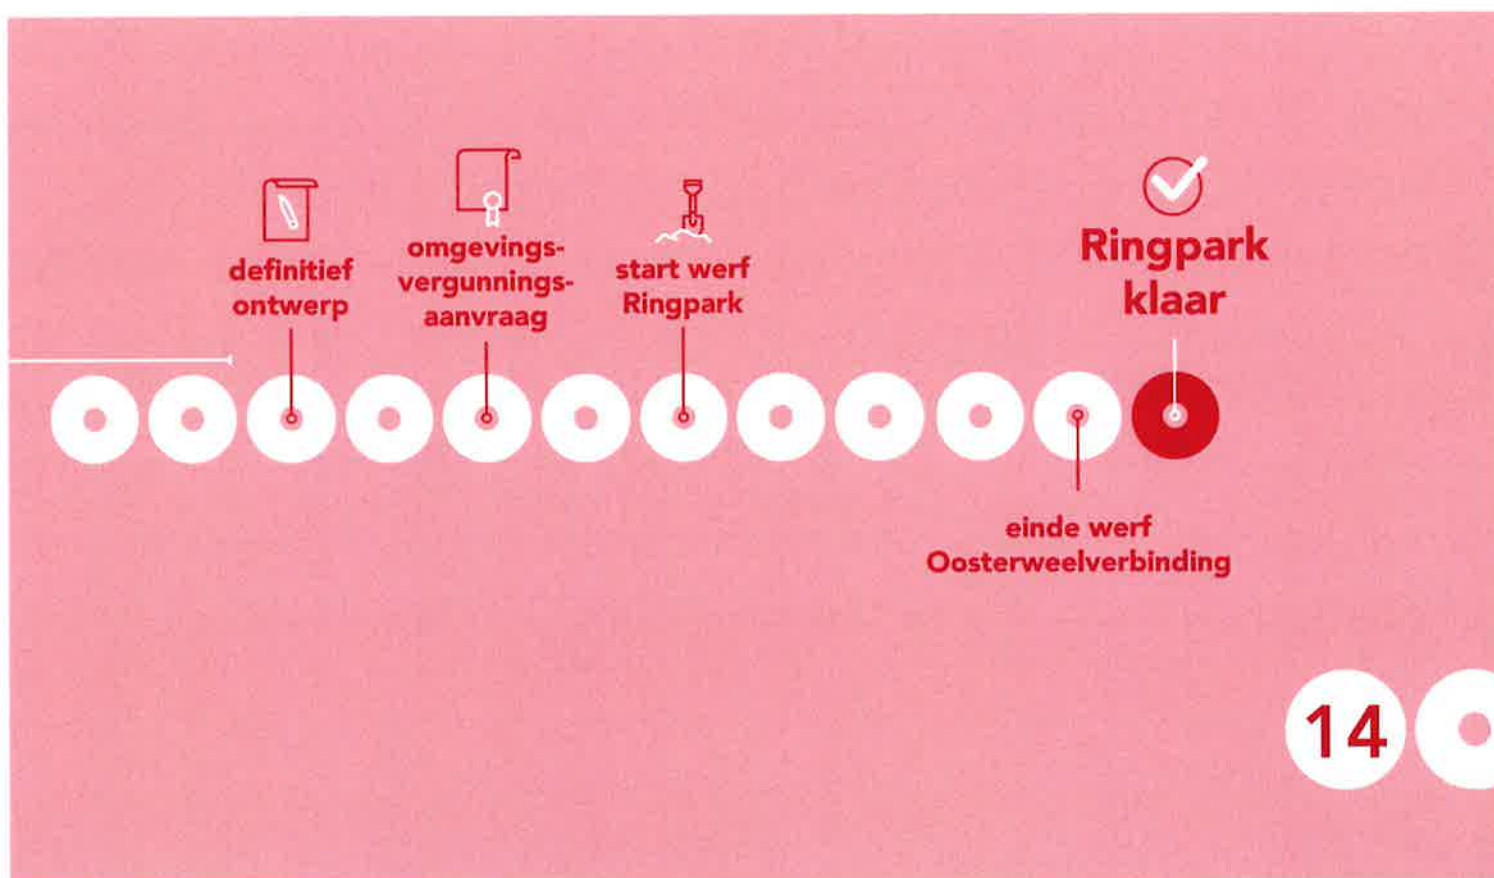 definitief
ontwerp
omgevings-
vergunnings-
aanvraag
start werf
Ringpark
Ringpark
klaar
einde werf
Oosterweelverbinding
14